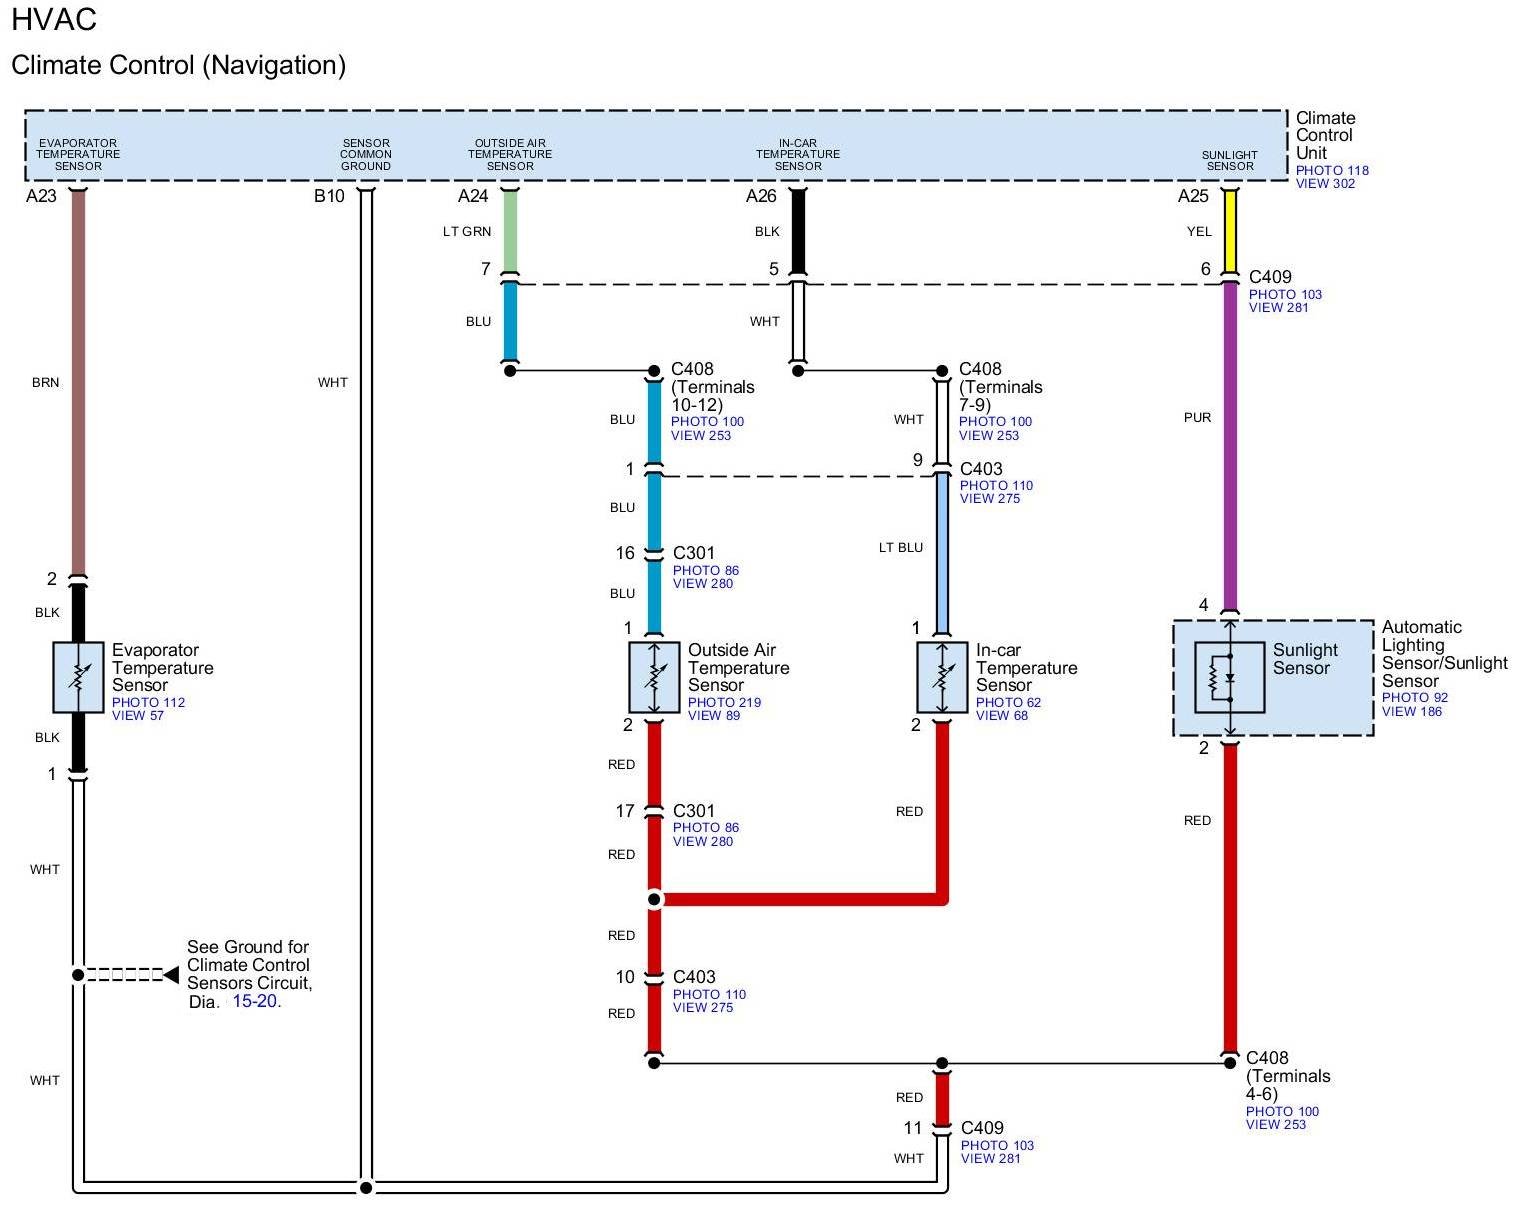 HVAC
Climate Control (Navigation)
EVAPORATOR
TEMPERATURE
SENSOR
SENSOR
COMMON
GROUND
OUTSIDE AIR
TEMPERATURE
SENSOR
IN-CAR
TEMPERATURE
SENSOR
SUNLIGHT
SENSOR
Climate
Control
Unit
PHOTO 118
VIEW 302
A23
B10
A24
A26
A25
LT GRN
BLK
YEL
7
5
6
C409
PHOTO 103
VIEW 281
BLU
WHT
BRN
WHT
C408
(Terminals
10-12)
PHOTO 100
VIEW 253
C408
(Terminals
7-9)
PHOTO 100
VIEW 253
BLU
WHT
PUR
1
9
C403
PHOTO 110
VIEW 275
BLU
LT BLU
16
C301
PHOTO 86
VIEW 280
BLU
2
BLK
1
1
4
Evaporator
Temperature
Sensor
PHOTO 112
VIEW 57
Outside Air
Temperature
Sensor
PHOTO 219
VIEW 89
In-car
Temperature
Sensor
PHOTO 62
VIEW 68
Sunlight
Sensor
Automatic
Lighting
Sensor/Sunlight
Sensor
PHOTO 92
VIEW 186
BLK
1
2
2
2
RED
RED
RED
17
C301
PHOTO 86
VIEW 280
RED
WHT
RED
See Ground for
Climate Control
Sensors Circuit,
Dia. 15-20.
10
C403
PHOTO 110
VIEW 275
RED
WHT
C408
(Terminals
4-6)
PHOTO 100
VIEW 253
RED
11
C409
PHOTO 103
VIEW 281
WHT